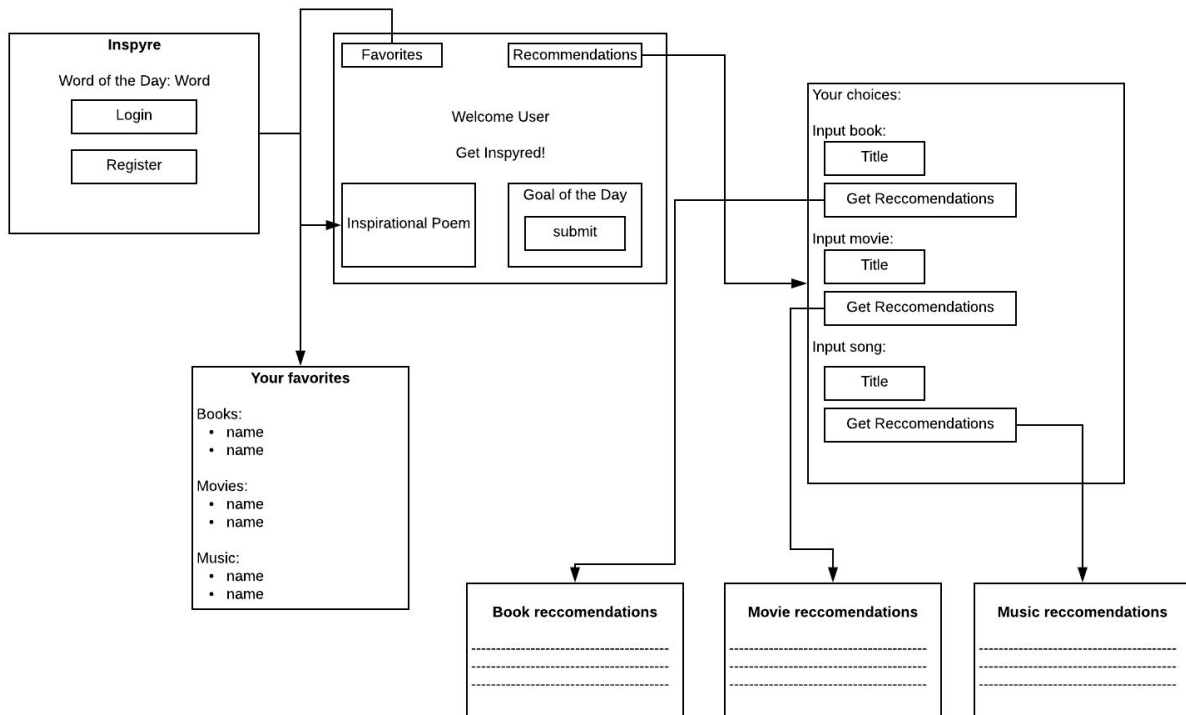 Inspyre
Word of the Day: Word
Login
Register
Favorites
Recommendations
Welcome User
Get Inspyred!
Inspirational Poem
Goal of the Day
submit
Your choices:
Input book:
Title
Get Reccomendations
Input movie:
Title
Get Reccomendations
Input song:
Title
Get Reccomendations
Your favorites
Books:
• name
• name
Movies:
• name
• name
Music:
• name
• name
Book reccomendations
Movie reccomendations
Music reccomendations